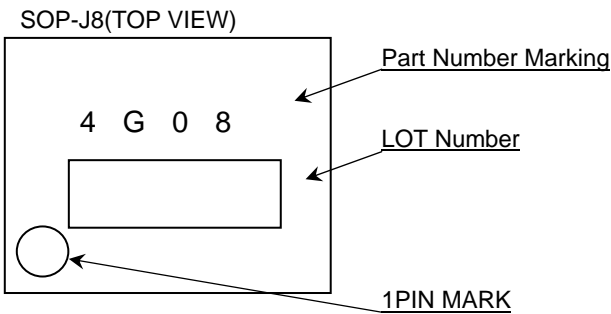 SOP-J8(TOP VIEW)
Part Number Marking
4 G 0 8
LOT Number
1PIN MARK